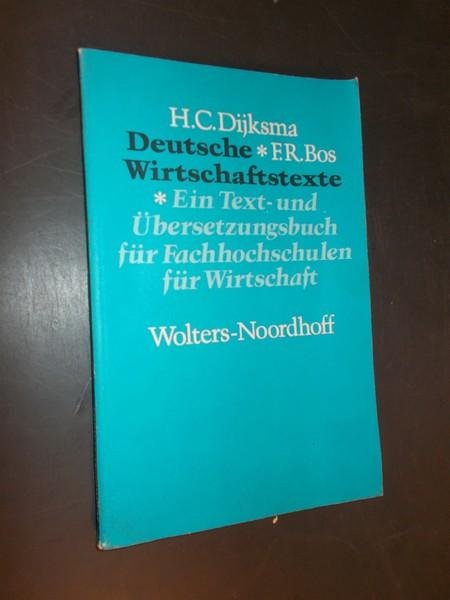 H.C.Dijksma
Deutsche * F.R.Bos
Wirtschaftstexte
* Ein Text- und
Übersetzungsbuch
für Fachhochschulen
für Wirtschaft
Wolters-Noordhoff